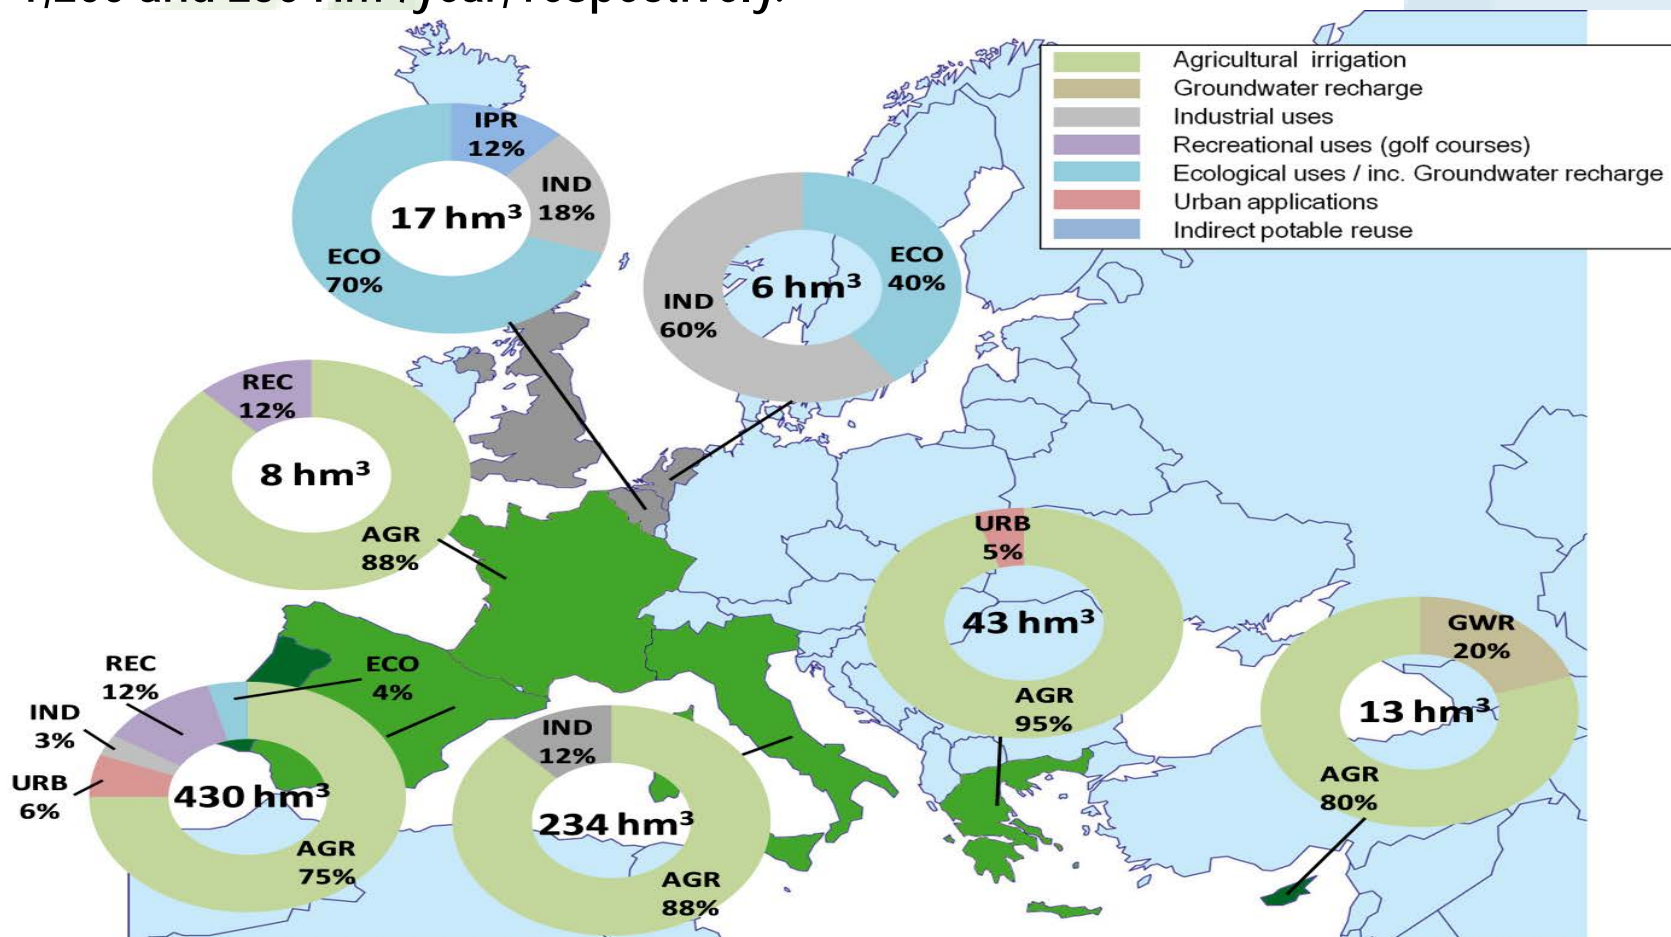 Agricultural irrigation
Groundwater recharge
Industrial uses
Recreational uses (golf courses)
Ecological uses / inc. Groundwater recharge
Urban applications
Indirect potable reuse
IPR
12%
IND
18%
17 hm³
ECO
70%
ECO
40%
6 hm³
IND
60%
REC
12%
8 hm³
AGR
88%
URB
5%
43 hm³
AGR
95%
GWR
20%
13 hm³
AGR
80%
REC
12%
ECO
4%
IND
3%
URB
6%
430 hm³
AGR
75%
IND
12%
234 hm³
AGR
88%